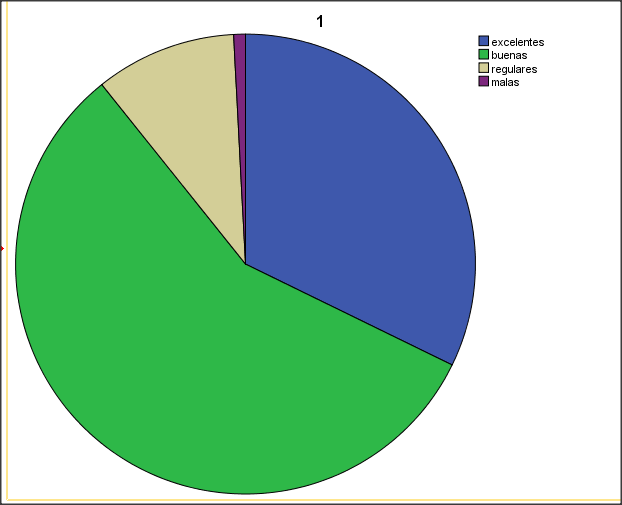 1
excelentes
buenas
regulares
malas